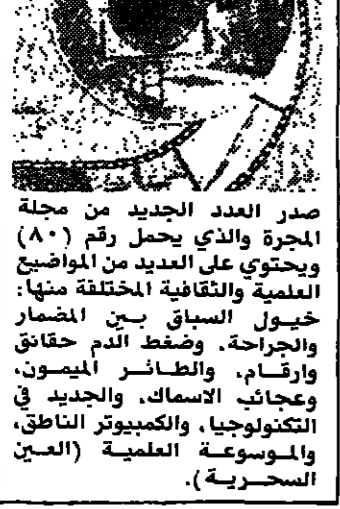 صدر العدد الجديد من مجلة
المجرة والذي يحمل رقم (٨٠)
ويحتوي على العديد من المواضيع
العلمية والثقافية المختلفة منها:
خيول السباق بين المضمار
والجراحة، وضغط الدم حقائق
وارقام، والطائر الميمون،
وعجائب الاسماك، والجديد في
التكنولوجيا، والكمبيوتر الناطق،
والموسوعة العلمية (العين
السحرية).